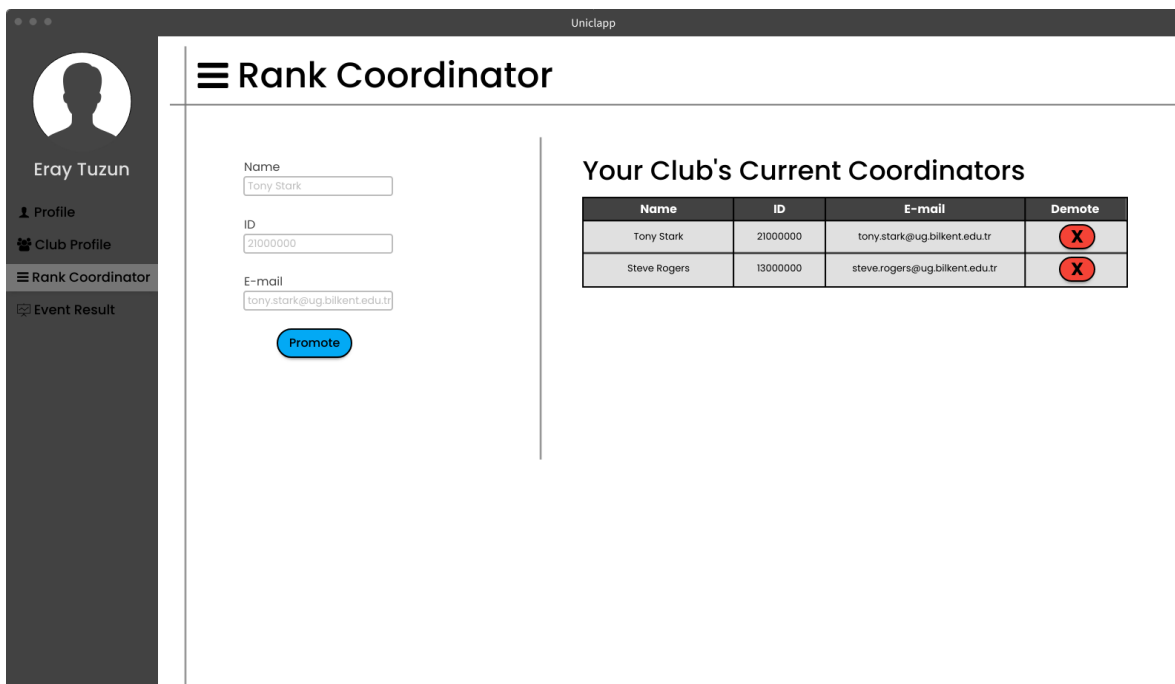 Uniclapp
Rank Coordinator
Eray Tuzun
Profile
Club Profile
Rank Coordinator
Event Result
Name
Tony Stark
ID
21000000
E-mail
tony.stark@ug.bilkent.edu.tr
Promote
Your Club's Current Coordinators
Name ID E-mail Demote
Tony Stark 21000000 tony.stark@ug.bilkent.edu.tr X
Steve Rogers 13000000 steve.rogers@ug.bilkent.edu.tr X